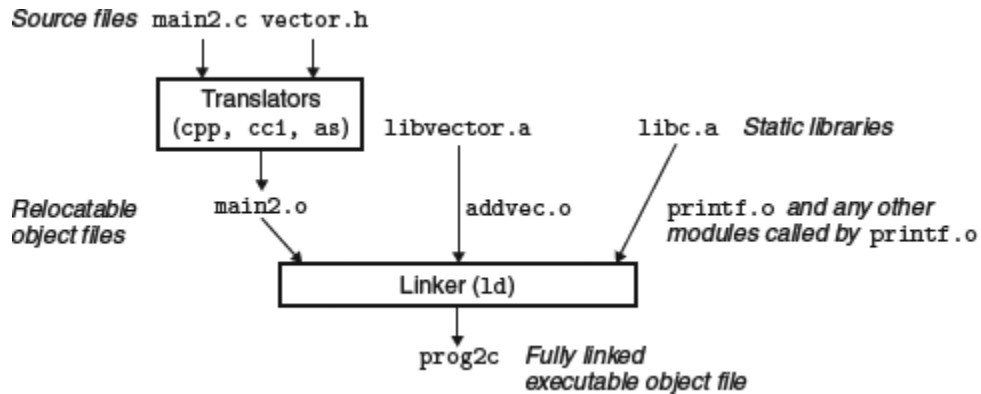 Source files main2.c vector.h
Translators
(cpp, cc1, as)
libvector.a
libc.a Static libraries
Relocatable
object files
main2.o
addvec.o
printf.o and any other
modules called by printf.o
Linker (ld)
prog2c
Fully linked
executable object file